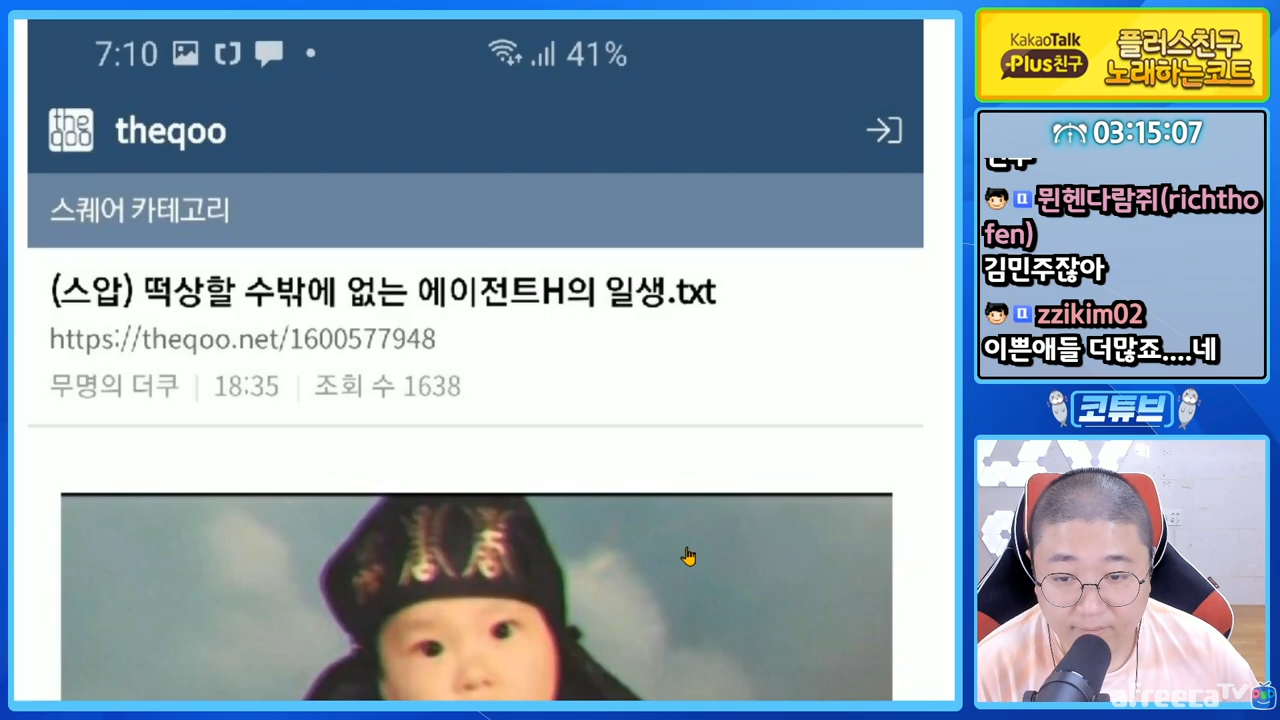 7:10
41%
the
qoo
theqoo
스퀘어 카테고리
(스압) 떡상할 수밖에 없는 에이전트H의 일생.txt
https://theqoo.net/1600577948
무명의 더쿠 | 18:35 | 조회 수 1638
KakaoTalk
Plus친구
플러스친구
노래하는코트
03:15:07
n 뮌헨다람쥐(richtho
fen)
김민주잖아
n zzikim02
이쁜애들 더많죠....네
코튜브
afreecaTV